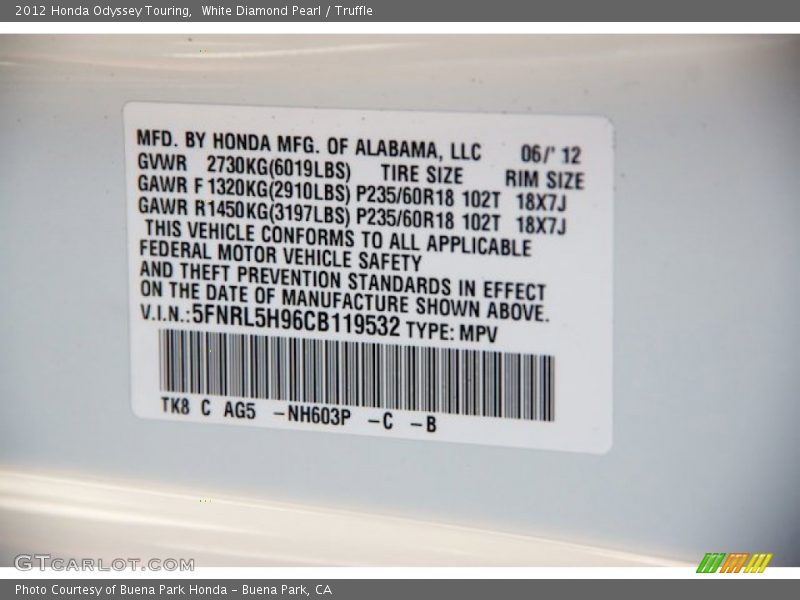 2012 Honda Odyssey Touring,  White Diamond Pearl / Truffle
MFD. BY HONDA MFG. OF ALABAMA, LLC 06/' 12
GVWR 2730KG(6019LBS) TIRE SIZE RIM SIZE
GAWR F 1320KG(2910LBS) P235/60R18 102T 18X7J
GAWR R1450KG(3197LBS) P235/60R18 102T 18X7J
THIS VEHICLE CONFORMS TO ALL APPLICABLE
FEDERAL MOTOR VEHICLE SAFETY
AND THEFT PREVENTION STANDARDS IN EFFECT
ON THE DATE OF MANUFACTURE SHOWN ABOVE.
V.I.N.:5FNRL5H96CB119532 TYPE: MPV
TK8 C AG5 -NH603P -C -B
GTCARLOT.COM
Photo Courtesy of Buena Park Honda - Buena Park, CA